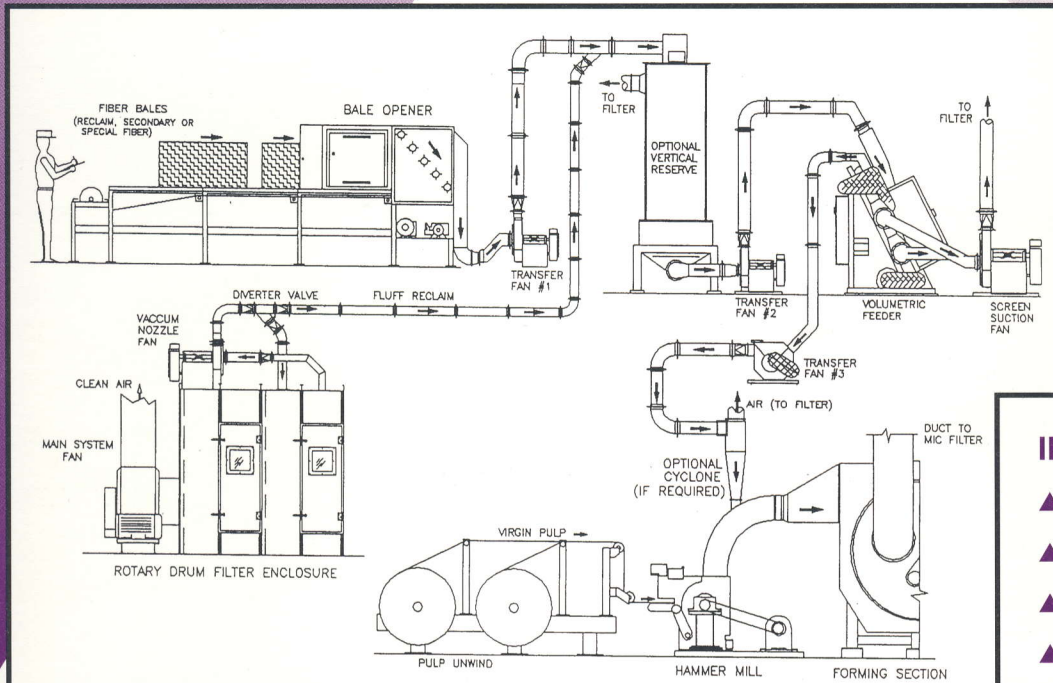 FIBER BALES
(RECLAIM, SECONDARY OR
SPECIAL FIBER)
BALE OPENER
TO
FILTER
OPTIONAL
VERTICAL
RESERVE
TO
FILTER
TRANSFER
FAN #1
TRANSFER
FAN #2
VOLUMETRIC
FEEDER
SCREEN
SUCTION
FAN
DIVERTER VALVE
FLUFF RECLAIM
VACCUM
NOZZLE
FAN
TRANSFER
FAN #3
CLEAN AIR
AIR (TO FILTER)
MAIN SYSTEM
FAN
DUCT TO
MIC FILTER
OPTIONAL
CYCLONE
(IF REQUIRED)
VIRGIN PULP
ROTARY DRUM FILTER ENCLOSURE
PULP UNWIND
HAMMER MILL
FORMING SECTION